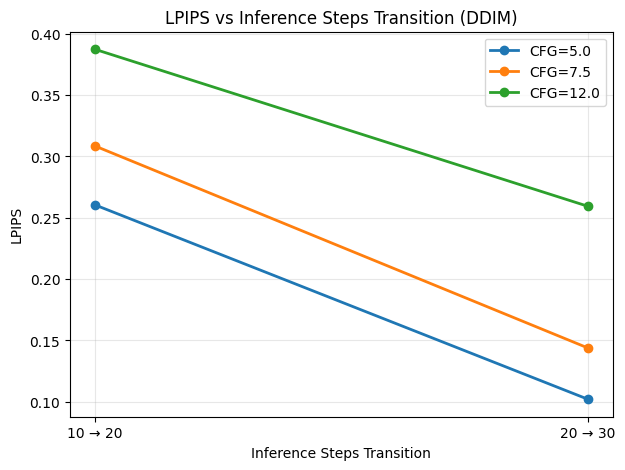 LPIPS vs Inference Steps Transition (DDIM)
CFG=5.0
CFG=7.5
CFG=12.0
LPIPS
0.40
0.35
0.30
0.25
0.20
0.15
0.10
10 → 20
20 → 30
Inference Steps Transition